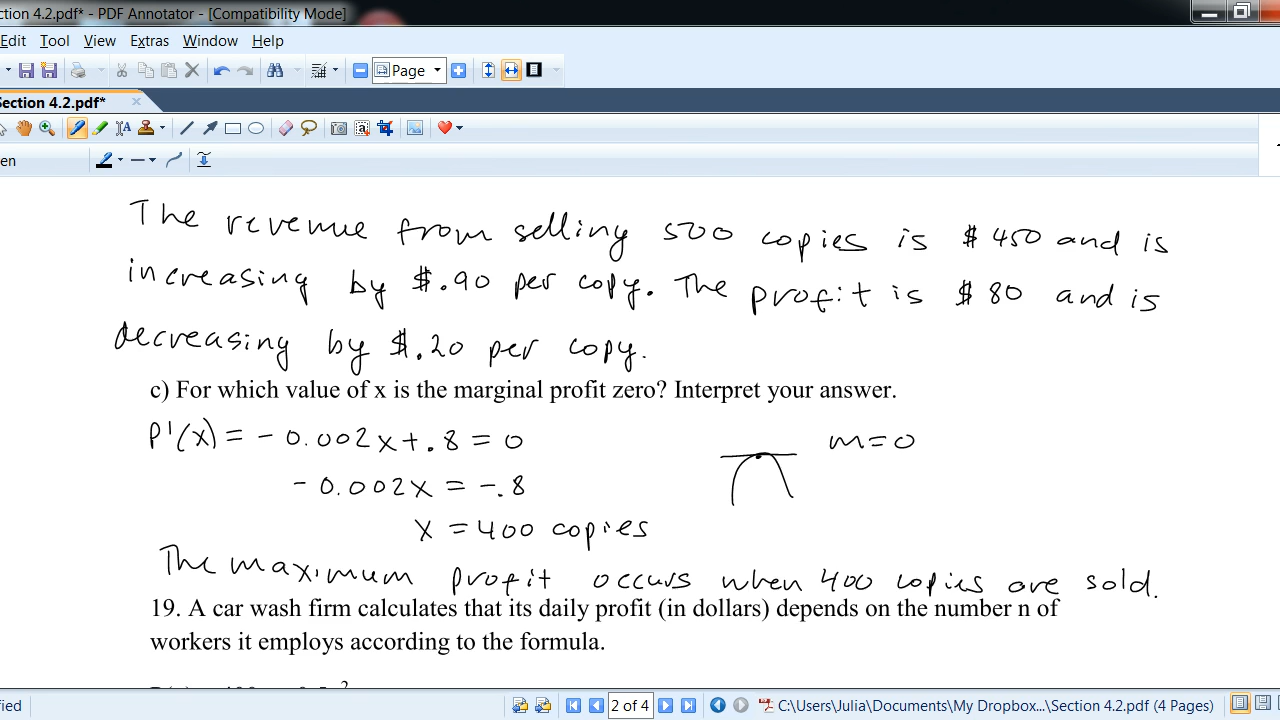 ction 4.2.pdf* - PDF Annotator - [Compatibility Mode]
Edit Tool View Extras Window Help
Page
Section 4.2.pdf*
en
The revenue from selling 500 copies is $450 and is
increasing by $.90 per copy. The profit is $80 and is
decreasing by $.20 per copy.
c) For which value of x is the marginal profit zero? Interpret your answer.
P'(x) = -0.002x+.8 = 0
m=0
-0.002x = -.8
x = 400 copies
The maximum profit occurs when 400 copies are sold.
19. A car wash firm calculates that its daily profit (in dollars) depends on the number n of
workers it employs according to the formula.
fied
2 of 4
C:\Users\Julia\Documents\My Dropbox...\Section 4.2.pdf (4 Pages)